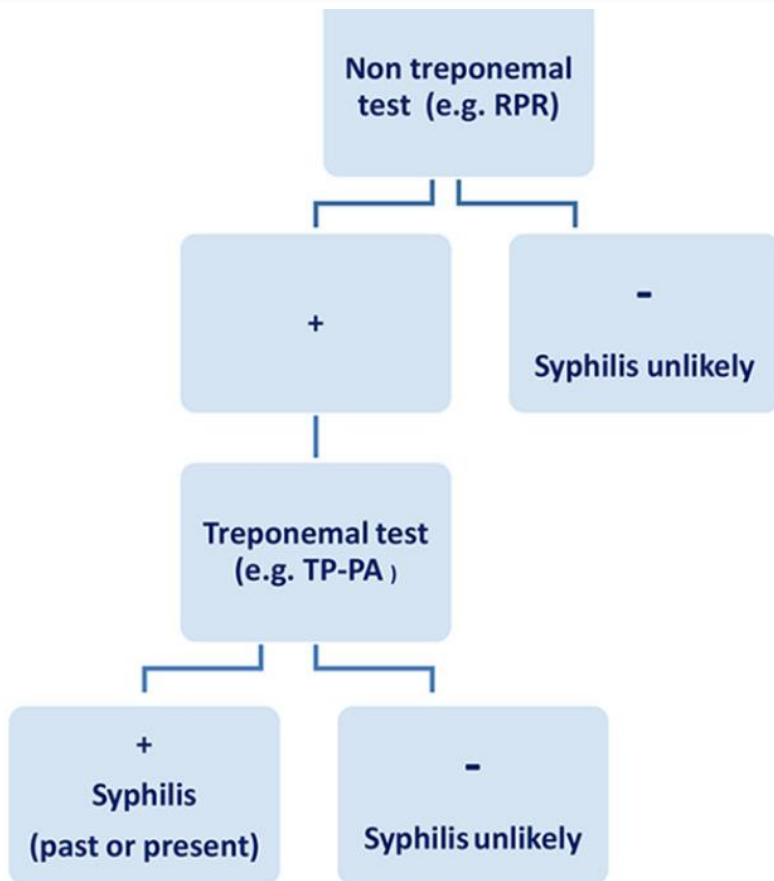 Non treponemal
test (e.g. RPR)
+
-
Syphilis unlikely
Treponemal test
(e.g. TP-PA )
+
Syphilis
(past or present)
-
Syphilis unlikely